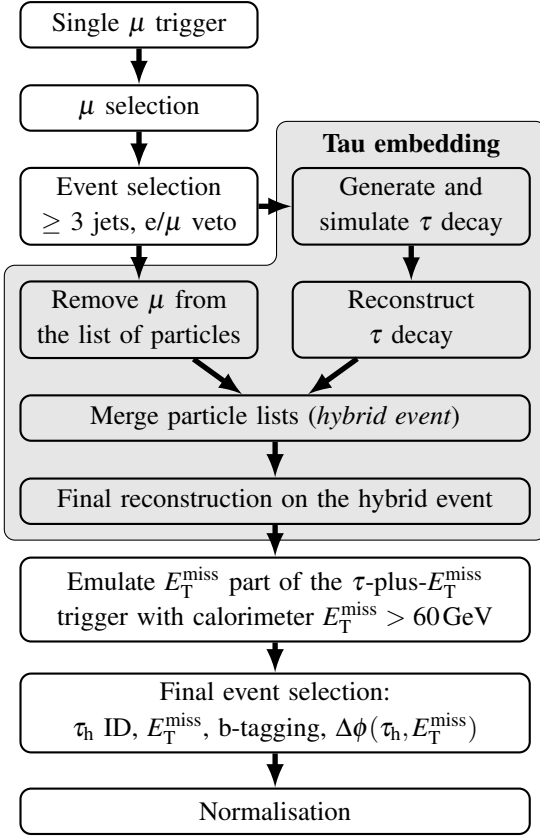 Single μ trigger
μ selection
Tau embedding
Event selection
≥ 3 jets, e/μ veto
Generate and
simulate τ decay
Remove μ from
the list of particles
Reconstruct
τ decay
Merge particle lists (hybrid event)
Final reconstruction on the hybrid event
Emulate E_T^miss part of the τ-plus-E_T^miss
trigger with calorimeter E_T^miss > 60 GeV
Final event selection:
τ_h ID, E_T^miss, b-tagging, Δϕ(τ_h, E_T^miss)
Normalisation